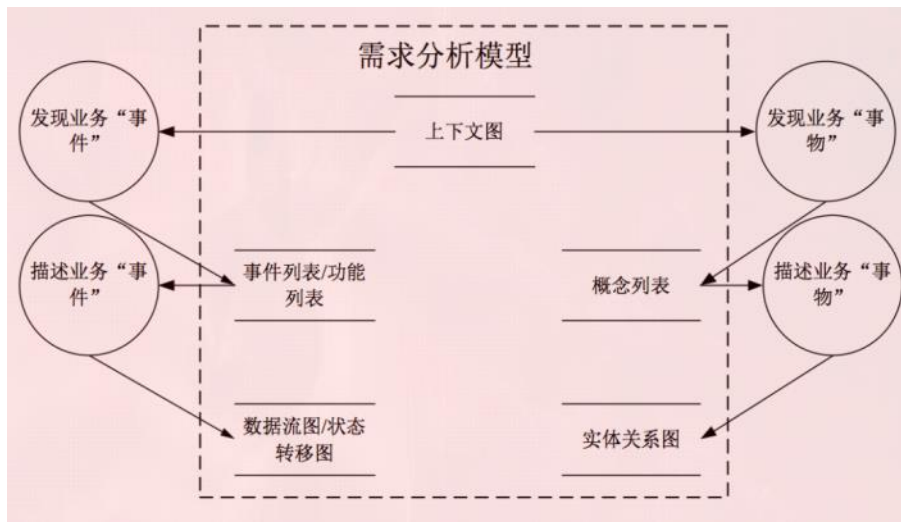 需求分析模型
发现业务“事
件”
上下文图
发现业务“事
物”
描述业务“事
件”
事件列表/功能
列表
概念列表
描述业务“事
物”
数据流图/状态
转移图
实体关系图